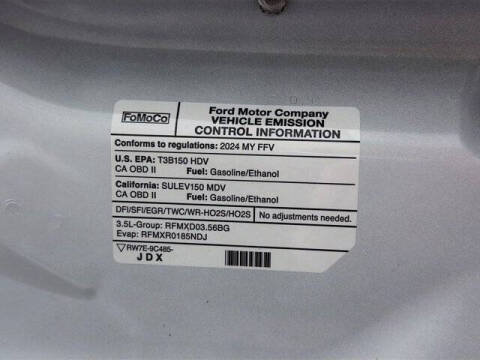 FoMoCo
Ford Motor Company
VEHICLE EMISSION
CONTROL INFORMATION
Conforms to regulations: 2024 MY FFV
U.S. EPA: T3B150 HDV
CA OBD II Fuel: Gasoline/Ethanol
California: SULEV150 MDV
CA OBD II Fuel: Gasoline/Ethanol
DFI/SFI/EGR/TWC/WR-HO2S/HO2S No adjustments needed.
3.5L-Group: RFMXD03.56BG
Evap: RFMXR0185NDJ
RW7E-9C485-
JDX